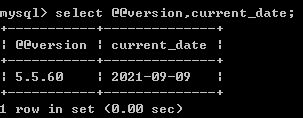 mysql> select @@version,current_date;
+-----------+--------------+
| @@version | current_date |
+-----------+--------------+
| 5.5.60    | 2021-09-09   |
+-----------+--------------+
1 row in set (0.00 sec)